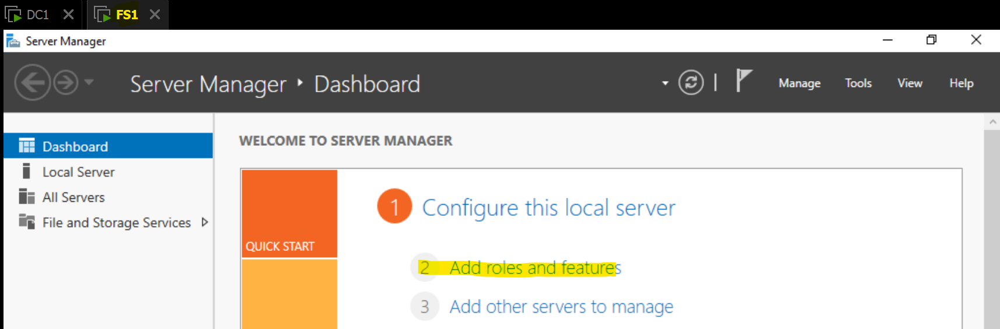 DC1
FS1
Server Manager
Server Manager Dashboard
Manage Tools View Help
Dashboard
Local Server
All Servers
File and Storage Services
WELCOME TO SERVER MANAGER
QUICK START
1 Configure this local server
2 Add roles and features
3 Add other servers to manage